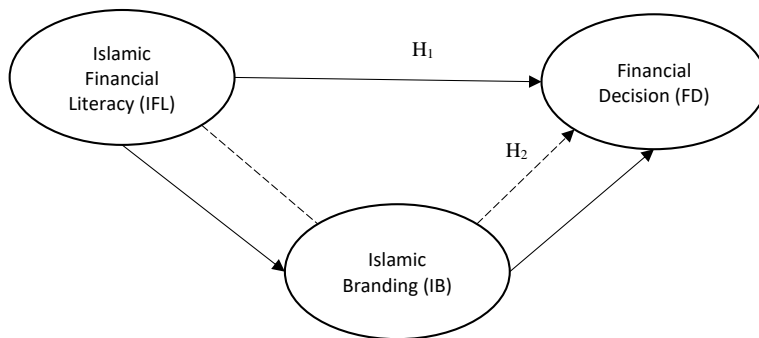 Islamic
Financial
Literacy (IFL)
H1
Financial
Decision (FD)
H2
Islamic
Branding (IB)